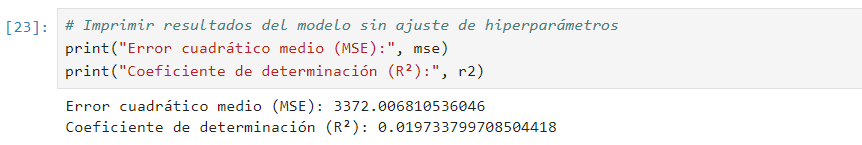 [23]: # Imprimir resultados del modelo sin ajuste de hiperparámetros
print("Error cuadrático medio (MSE):", mse)
print("Coeficiente de determinación (R²):", r2)
Error cuadrático medio (MSE): 3372.006810536046
Coeficiente de determinación (R²): 0.019733799708504418